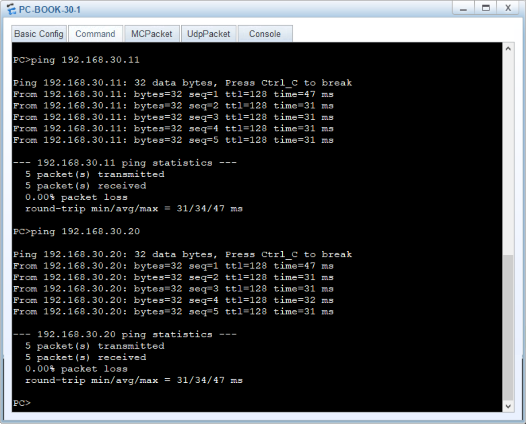 PC-BOOK-30-1
Basic Config Command MCPacket UdpPacket Console
PC>ping 192.168.30.11
Ping 192.168.30.11: 32 data bytes, Press Ctrl_C to break
From 192.168.30.11: bytes=32 seq=1 ttl=128 time=47 ms
From 192.168.30.11: bytes=32 seq=2 ttl=128 time=31 ms
From 192.168.30.11: bytes=32 seq=3 ttl=128 time=31 ms
From 192.168.30.11: bytes=32 seq=4 ttl=128 time=31 ms
From 192.168.30.11: bytes=32 seq=5 ttl=128 time=31 ms
--- 192.168.30.11 ping statistics ---
5 packet(s) transmitted
5 packet(s) received
0.00% packet loss
round-trip min/avg/max = 31/34/47 ms
PC>ping 192.168.30.20
Ping 192.168.30.20: 32 data bytes, Press Ctrl_C to break
From 192.168.30.20: bytes=32 seq=1 ttl=128 time=47 ms
From 192.168.30.20: bytes=32 seq=2 ttl=128 time=31 ms
From 192.168.30.20: bytes=32 seq=3 ttl=128 time=31 ms
From 192.168.30.20: bytes=32 seq=4 ttl=128 time=32 ms
From 192.168.30.20: bytes=32 seq=5 ttl=128 time=31 ms
--- 192.168.30.20 ping statistics ---
5 packet(s) transmitted
5 packet(s) received
0.00% packet loss
round-trip min/avg/max = 31/34/47 ms
PC>